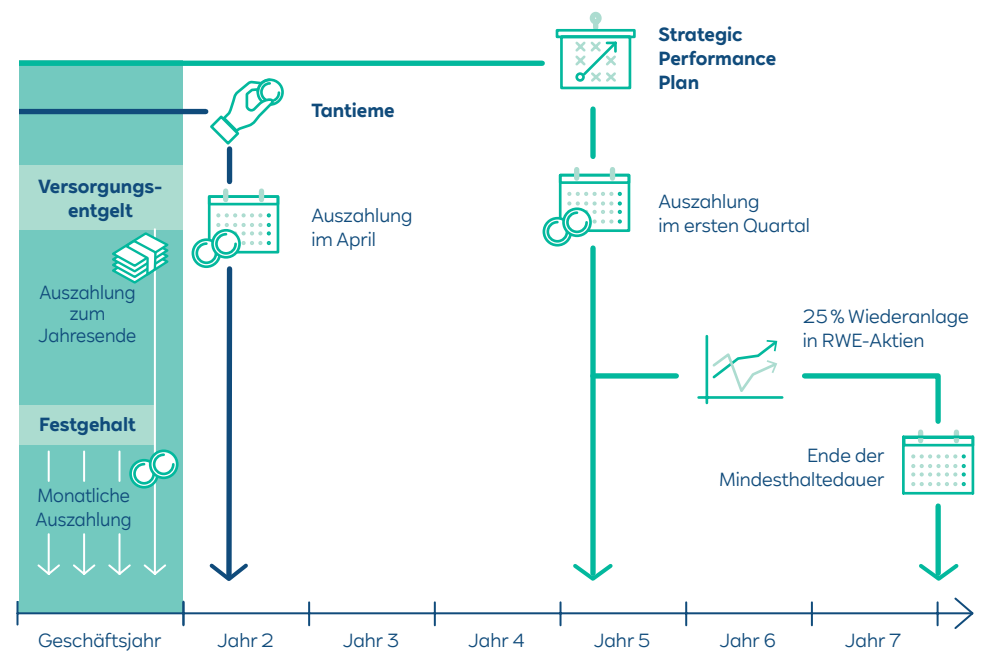 Strategic
Performance
Plan
Tantieme
Versorgungs-
entgelt
Auszahlung
im April
Auszahlung
im ersten Quartal
Auszahlung
zum
Jahresende
25 % Wiederanlage
in RWE-Aktien
Festgehalt
Ende der
Mindesthaltedauer
Monatliche
Auszahlung
Geschäftsjahr
Jahr 2
Jahr 3
Jahr 4
Jahr 5
Jahr 6
Jahr 7